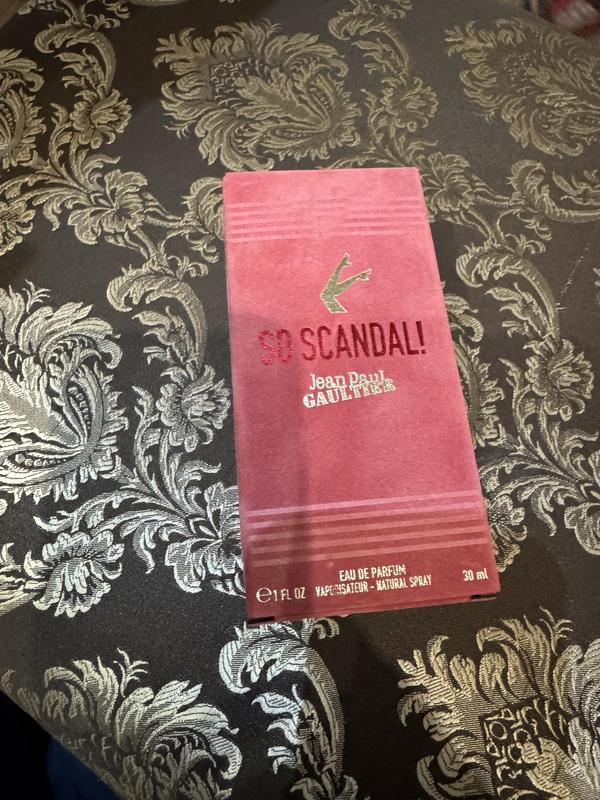 SO SCANDAL!
Jean Paul
GAULTIER
EAU DE PARFUM
℮1 FL OZ VAPORISATEUR - NATURAL SPRAY 30 ml